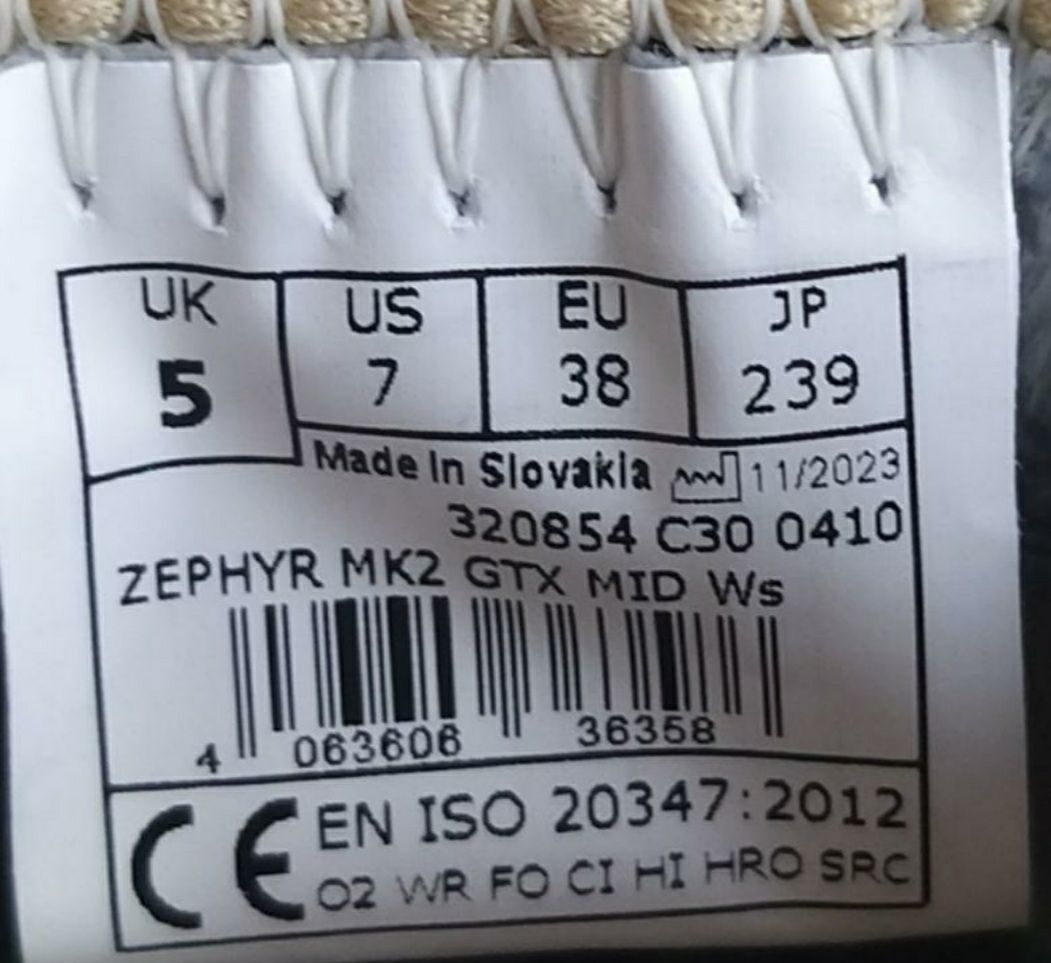 UK US EU JP
5 7 38 239
Made In Slovakia 11/2023
320854 C30 0410
ZEPHYR MK2 GTX MID Ws
4 063606 36358
CE EN ISO 20347:2012
O2 WR FO CI HI HRO SRC